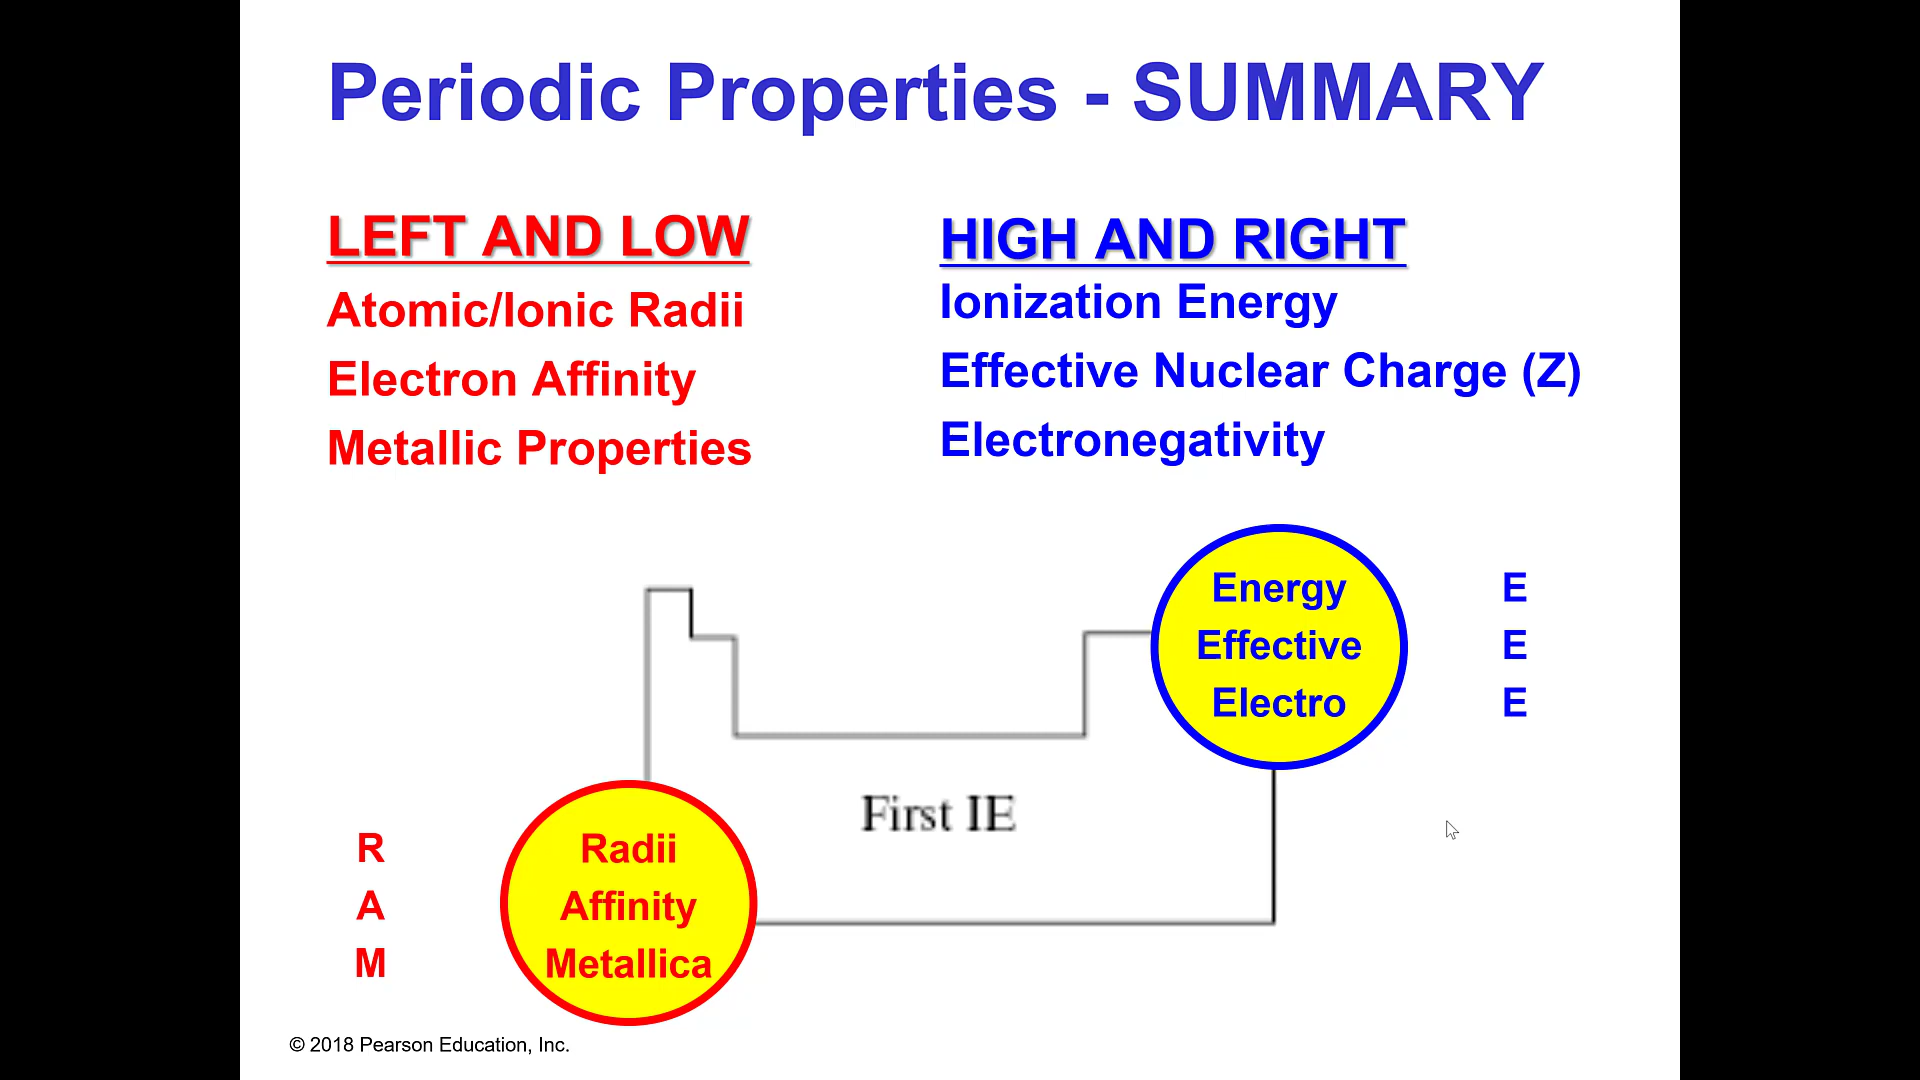 Periodic Properties - SUMMARY
LEFT AND LOW
Atomic/Ionic Radii
Electron Affinity
Metallic Properties
HIGH AND RIGHT
Ionization Energy
Effective Nuclear Charge (Z)
Electronegativity
Energy
Effective
Electro
E
E
E
First IE
R
A
M
Radii
Affinity
Metallica
© 2018 Pearson Education, Inc.